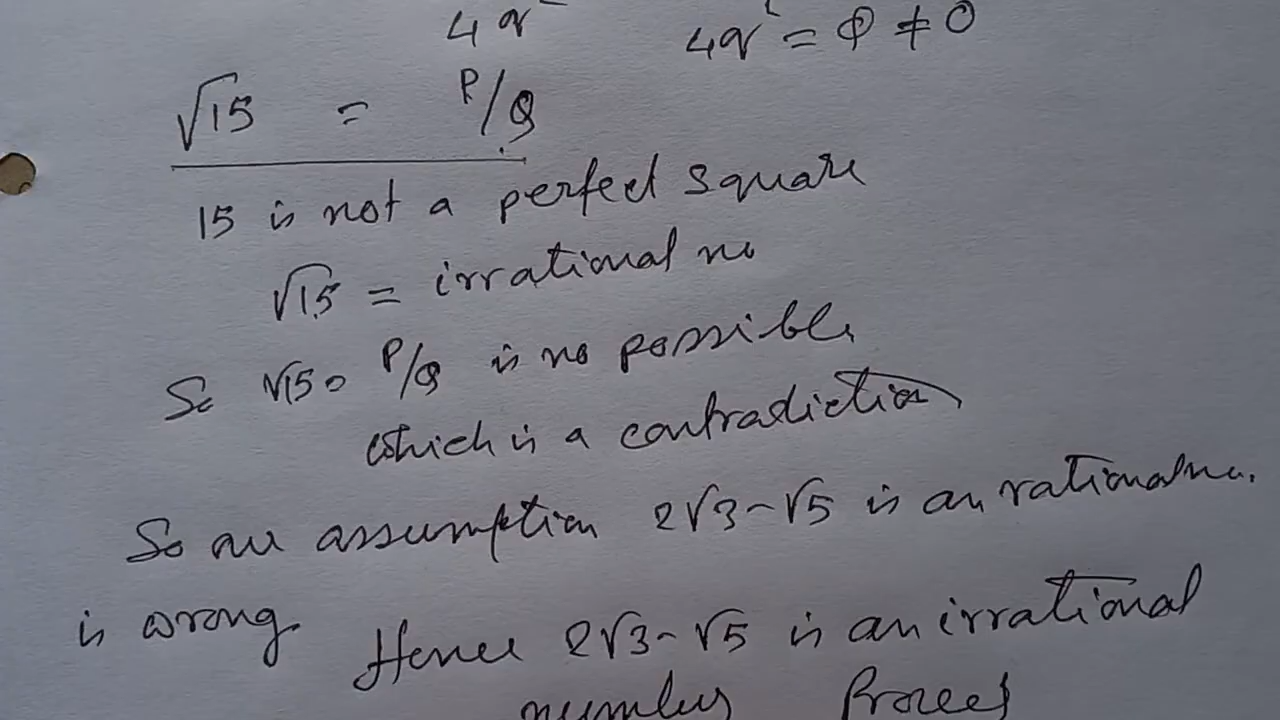 4q² 4q² = Q ≠ 0
√15 = P/Q
15 is not a perfect square
√15 = irrational no
So √15 = P/Q is no possible
which is a contradiction
So our assumption 2√3-√5 is an rational no.
is wrong.
Hence 2√3-√5 is an irrational
number Proved